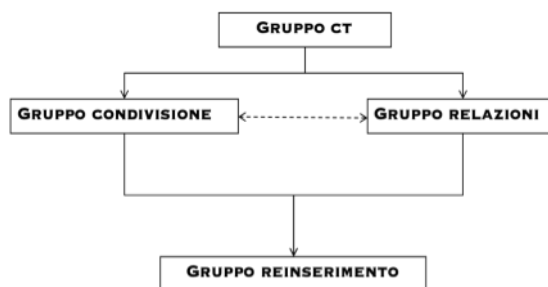 GRUPPO CT
GRUPPO CONDIVISIONE
GRUPPO RELAZIONI
GRUPPO REINSERIMENTO